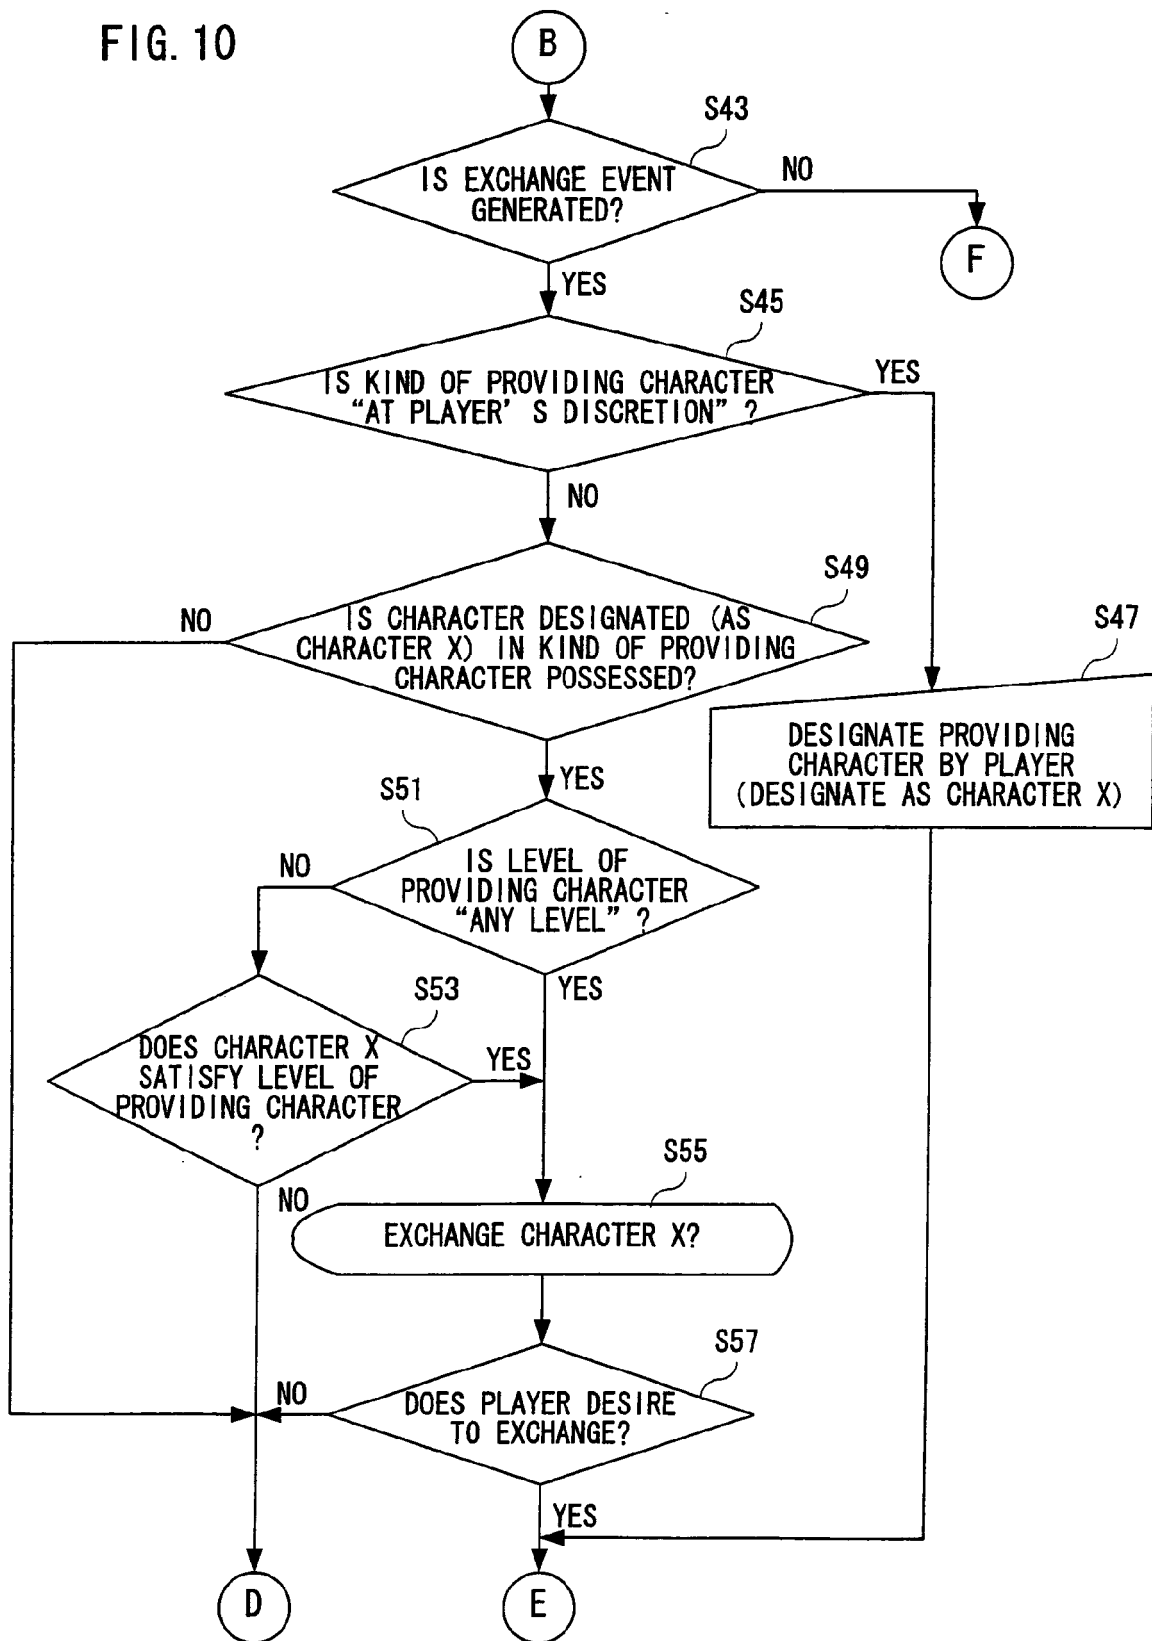 FIG. 10
B
S43
IS EXCHANGE EVENT
GENERATED?
NO
F
YES
S45
IS KIND OF PROVIDING CHARACTER
“AT PLAYER'S DISCRETION” ?
YES
NO
S49
NO
IS CHARACTER DESIGNATED (AS
CHARACTER X) IN KIND OF PROVIDING
CHARACTER POSSESSED?
S47
DESIGNATE PROVIDING
CHARACTER BY PLAYER
(DESIGNATE AS CHARACTER X)
YES
S51
NO
IS LEVEL OF
PROVIDING CHARACTER
“ANY LEVEL” ?
YES
S53
DOES CHARACTER X
SATISFY LEVEL OF
PROVIDING CHARACTER
?
YES
NO
S55
EXCHANGE CHARACTER X?
S57
NO
DOES PLAYER DESIRE
TO EXCHANGE?
YES
D
E